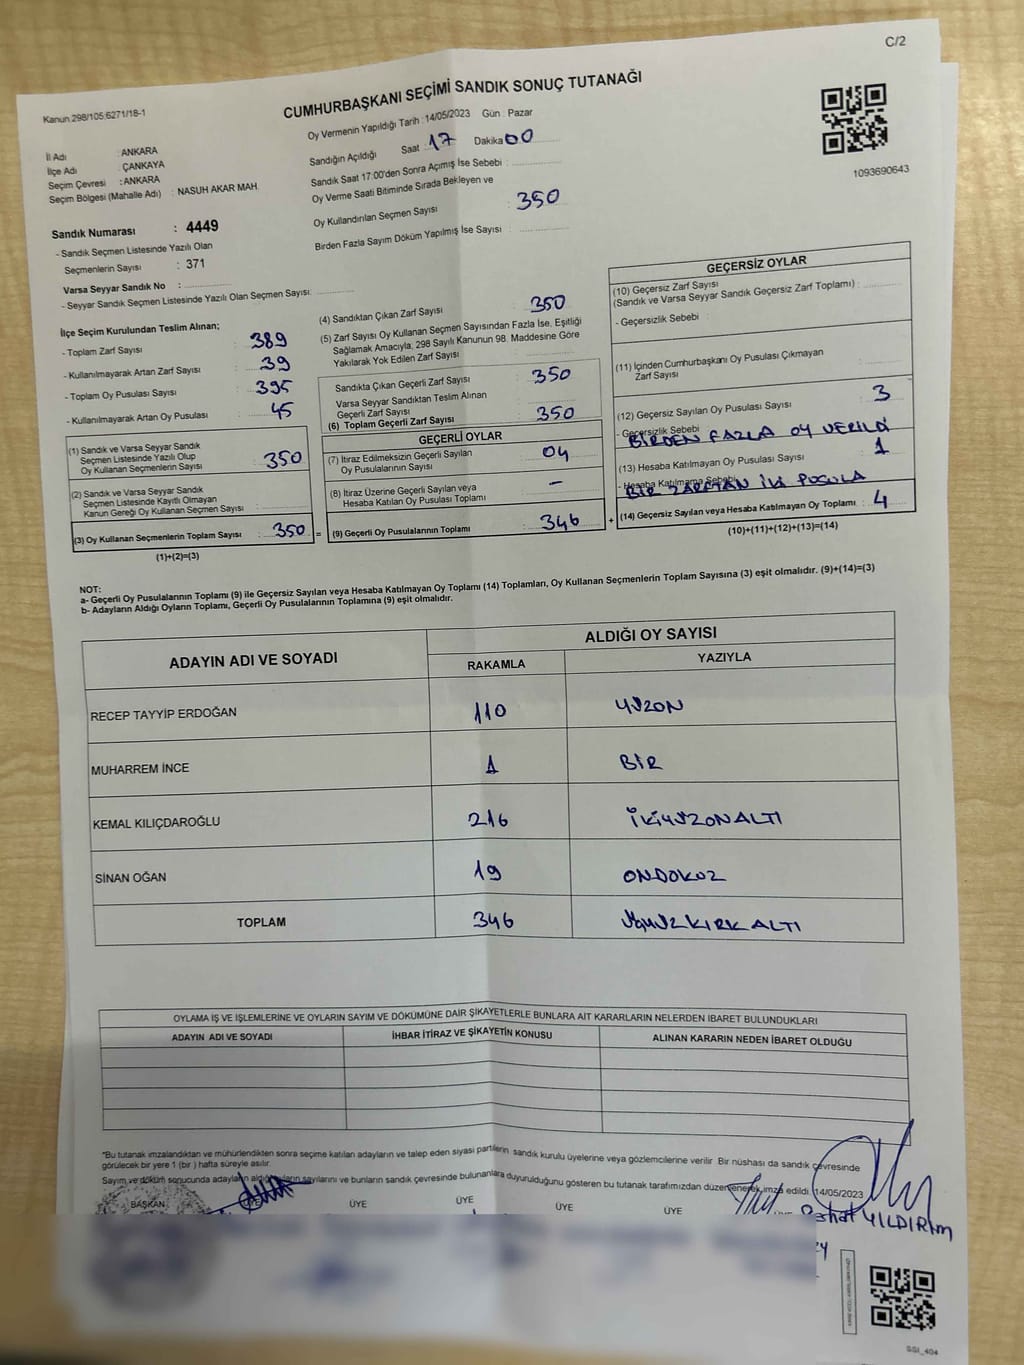 C/2
Kanun 298/105 6271/18-1
CUMHURBAŞKANI SEÇİMİ SANDIK SONUÇ TUTANAĞI
Oy Vermenin Yapıldığı Tarih : 14/05/2023 Gün : Pazar
İl Adı : ANKARA
İlçe Adı : ÇANKAYA
Seçim Çevresi : ANKARA
Seçim Bölgesi (Mahalle Adı) : NASUH AKAR MAH
Sandığın Açıldığı Saat 17 Dakika 00
Sandık Saat 17:00'den Sonra Açımış İse Sebebi :
Oy Verme Saati Bitiminde Sırada Bekleyen ve
Oy Kullandırılan Seçmen Sayısı : 350
Birden Fazla Sayım Döküm Yapılmış İse Sayısı :
1093690643
Sandık Numarası : 4449
- Sandık Seçmen Listesinde Yazılı Olan
Seçmenlerin Sayısı : 371
Varsa Seyyar Sandık No :
- Seyyar Sandık Seçmen Listesinde Yazılı Olan Seçmen Sayısı:
İlçe Seçim Kurulundan Teslim Alınan;
- Toplam Zarf Sayısı : 389
- Kullanılmayarak Artan Zarf Sayısı : 39
- Toplam Oy Pusulası Sayısı : 395
- Kullanılmayarak Artan Oy Pusulası : 45
(1) Sandık ve Varsa Seyyar Sandık
Seçmen Listesinde Yazılı Olup
Oy Kullanan Seçmenlerin Sayısı : 350
(2) Sandık ve Varsa Seyyar Sandık
Seçmen Listesinde Kayıtlı Olmayan
Kanun Gereği Oy Kullanan Seçmen Sayısı :
(3) Oy Kullanan Seçmenlerin Toplam Sayısı : 350 =
(1)+(2)=(3)
(4) Sandıktan Çıkan Zarf Sayısı : 350
(5) Zarf Sayısı Oy Kullanan Seçmen Sayısından Fazla İse, Eşitliği
Sağlamak Amacıyla, 298 Sayılı Kanunun 98. Maddesine Göre
Yakılarak Yok Edilen Zarf Sayısı :
Sandıkta Çıkan Geçerli Zarf Sayısı : 350
Varsa Seyyar Sandıktan Teslim Alınan
Geçerli Zarf Sayısı :
(6) Toplam Geçerli Zarf Sayısı : 350
GEÇERLİ OYLAR
(7) İtiraz Edilmeksizin Geçerli Sayılan
Oy Pusulalarının Sayısı : 04
(8) İtiraz Üzerine Geçerli Sayılan veya
Hesaba Katılan Oy Pusulası Toplamı : -
(9) Geçerli Oy Pusulalarının Toplamı : 346 +
GEÇERSİZ OYLAR
(10) Geçersiz Zarf Sayısı
(Sandık ve Varsa Seyyar Sandık Geçersiz Zarf Toplamı) :
- Geçersizlik Sebebi :
(11) İçinden Cumhurbaşkanı Oy Pusulası Çıkmayan
Zarf Sayısı :
(12) Geçersiz Sayılan Oy Pusulası Sayısı : 3
- Geçersizlik Sebebi
BİRDEN FAZLA OY VERİLDİ
(13) Hesaba Katılmayan Oy Pusulası Sayısı : 1
- Hesaba Katılmama Sebebi
BİR ZARFTAN İKİ PUSULA
(14) Geçersiz Sayılan veya Hesaba Katılmayan Oy Toplamı : 4
(10)+(11)+(12)+(13)=(14)
NOT:
a- Geçerli Oy Pusulalarının Toplamı (9) ile Geçersiz Sayılan veya Hesaba Katılmayan Oy Toplamı (14) Toplamları, Oy Kullanan Seçmenlerin Toplam Sayısına (3) eşit olmalıdır. (9)+(14)=(3)
b- Adayların Aldığı Oyların Toplamı, Geçerli Oy Pusulalarının Toplamına (9) eşit olmalıdır.
ADAYIN ADI VE SOYADI
ALDIĞI OY SAYISI
RAKAMLA YAZIYLA
RECEP TAYYİP ERDOĞAN 110 YÜZON
MUHARREM İNCE 1 BİR
KEMAL KILIÇDAROĞLU 216 İKİYÜZONALTI
SİNAN OĞAN 19 ONDOKUZ
TOPLAM 346 ÜÇYÜZKIRKALTI
OYLAMA İŞ VE İŞLEMLERİNE VE OYLARIN SAYIM VE DÖKÜMÜNE DAİR ŞİKAYETLERLE BUNLARA AİT KARARLARIN NELERDEN İBARET BULUNDUKLARI
ADAYIN ADI VE SOYADI İHBAR İTİRAZ VE ŞİKAYETİN KONUSU ALINAN KARARIN NEDEN İBARET OLDUĞU
*Bu tutanak imzalandıktan ve mühürlendikten sonra seçime katılan adayların ve talep eden siyasi partilerin sandık kurulu üyelerine veya gözlemcilerine verilir. Bir nüshası da sandık çevresinde
görülecek bir yere 1 (bir ) hafta süreyle asılır.
Sayım ve döküm sonucunda adayların aldığı oyların sayılarını ve bunların sandık çevresinde bulunanlara duyurulduğunu gösteren bu tutanak tarafımızdan düzenlenerek imza edildi. 14/05/2023
BAŞKAN ÜYE ÜYE ÜYE ÜYE ÜYE
YILDIRIM
SSI_404